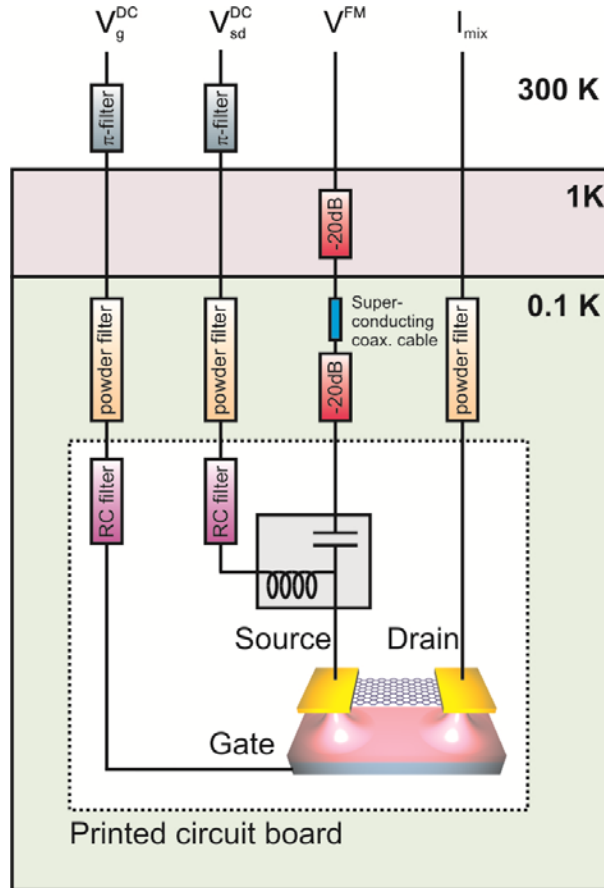 V_g^DC V_sd^DC V^FM I_mix
300 K
π-filter π-filter
1K
-20dB
0.1 K
Super-
conducting
coax. cable
powder filter powder filter -20dB powder filter
RC filter RC filter
Source Drain
Gate
Printed circuit board